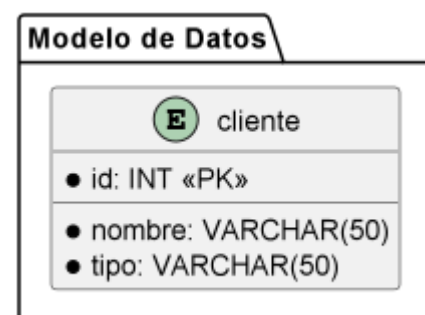 Modelo de Datos
E cliente
● id: INT «PK»
● nombre: VARCHAR(50)
● tipo: VARCHAR(50)